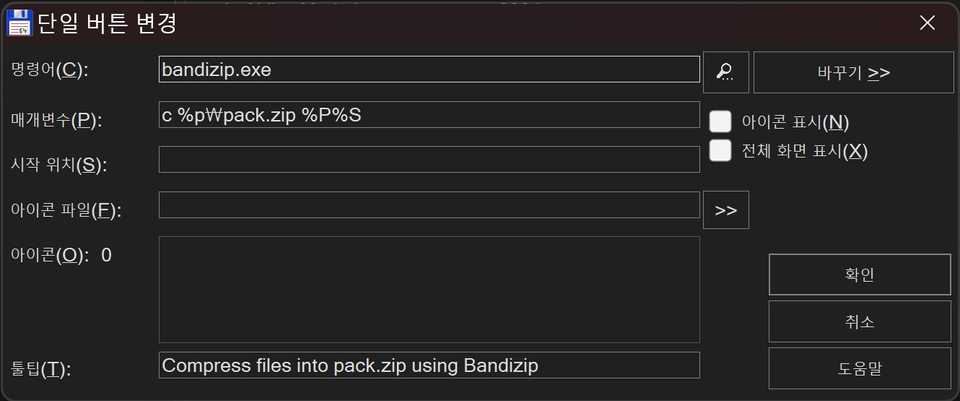 단일 버튼 변경
명령어(C): bandizip.exe 바꾸기 >>
매개변수(P): c %p₩pack.zip %P%S
아이콘 표시(N)
시작 위치(S): 전체 화면 표시(X)
아이콘 파일(F): >>
아이콘(O): 0
확인
취소
툴팁(T): Compress files into pack.zip using Bandizip 도움말